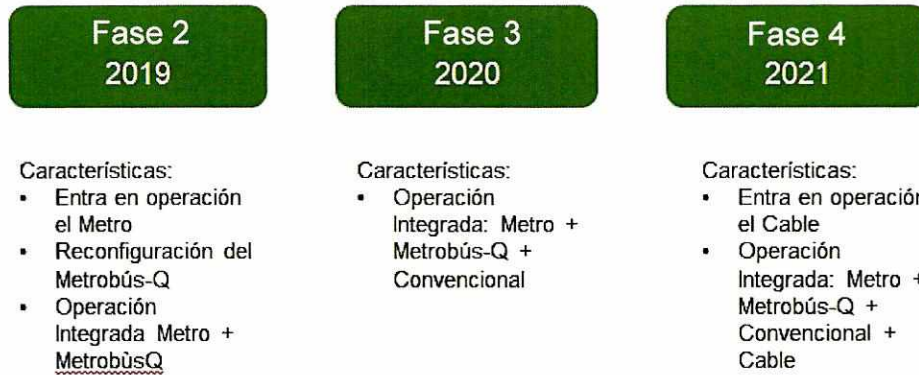 Fase 2
2019
Características:
• Entra en operación
el Metro
• Reconfiguración del
Metrobús-Q
• Operación
Integrada Metro +
MetrobùsQ
Fase 3
2020
Características:
• Operación
Integrada: Metro +
Metrobús-Q +
Convencional
Fase 4
2021
Características:
• Entra en operación
el Cable
• Operación
Integrada: Metro +
Metrobús-Q +
Convencional +
Cable